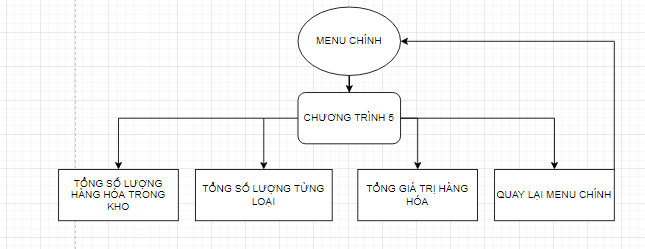 MENU CHÍNH
CHƯƠNG TRÌNH 5
TỔNG SỐ LƯỢNG
HÀNG HÓA TRONG
KHO
TỔNG SỐ LƯỢNG TỪNG
LOẠI
TỔNG GIÁ TRỊ HÀNG
HÓA
QUAY LẠI MENU CHÍNH